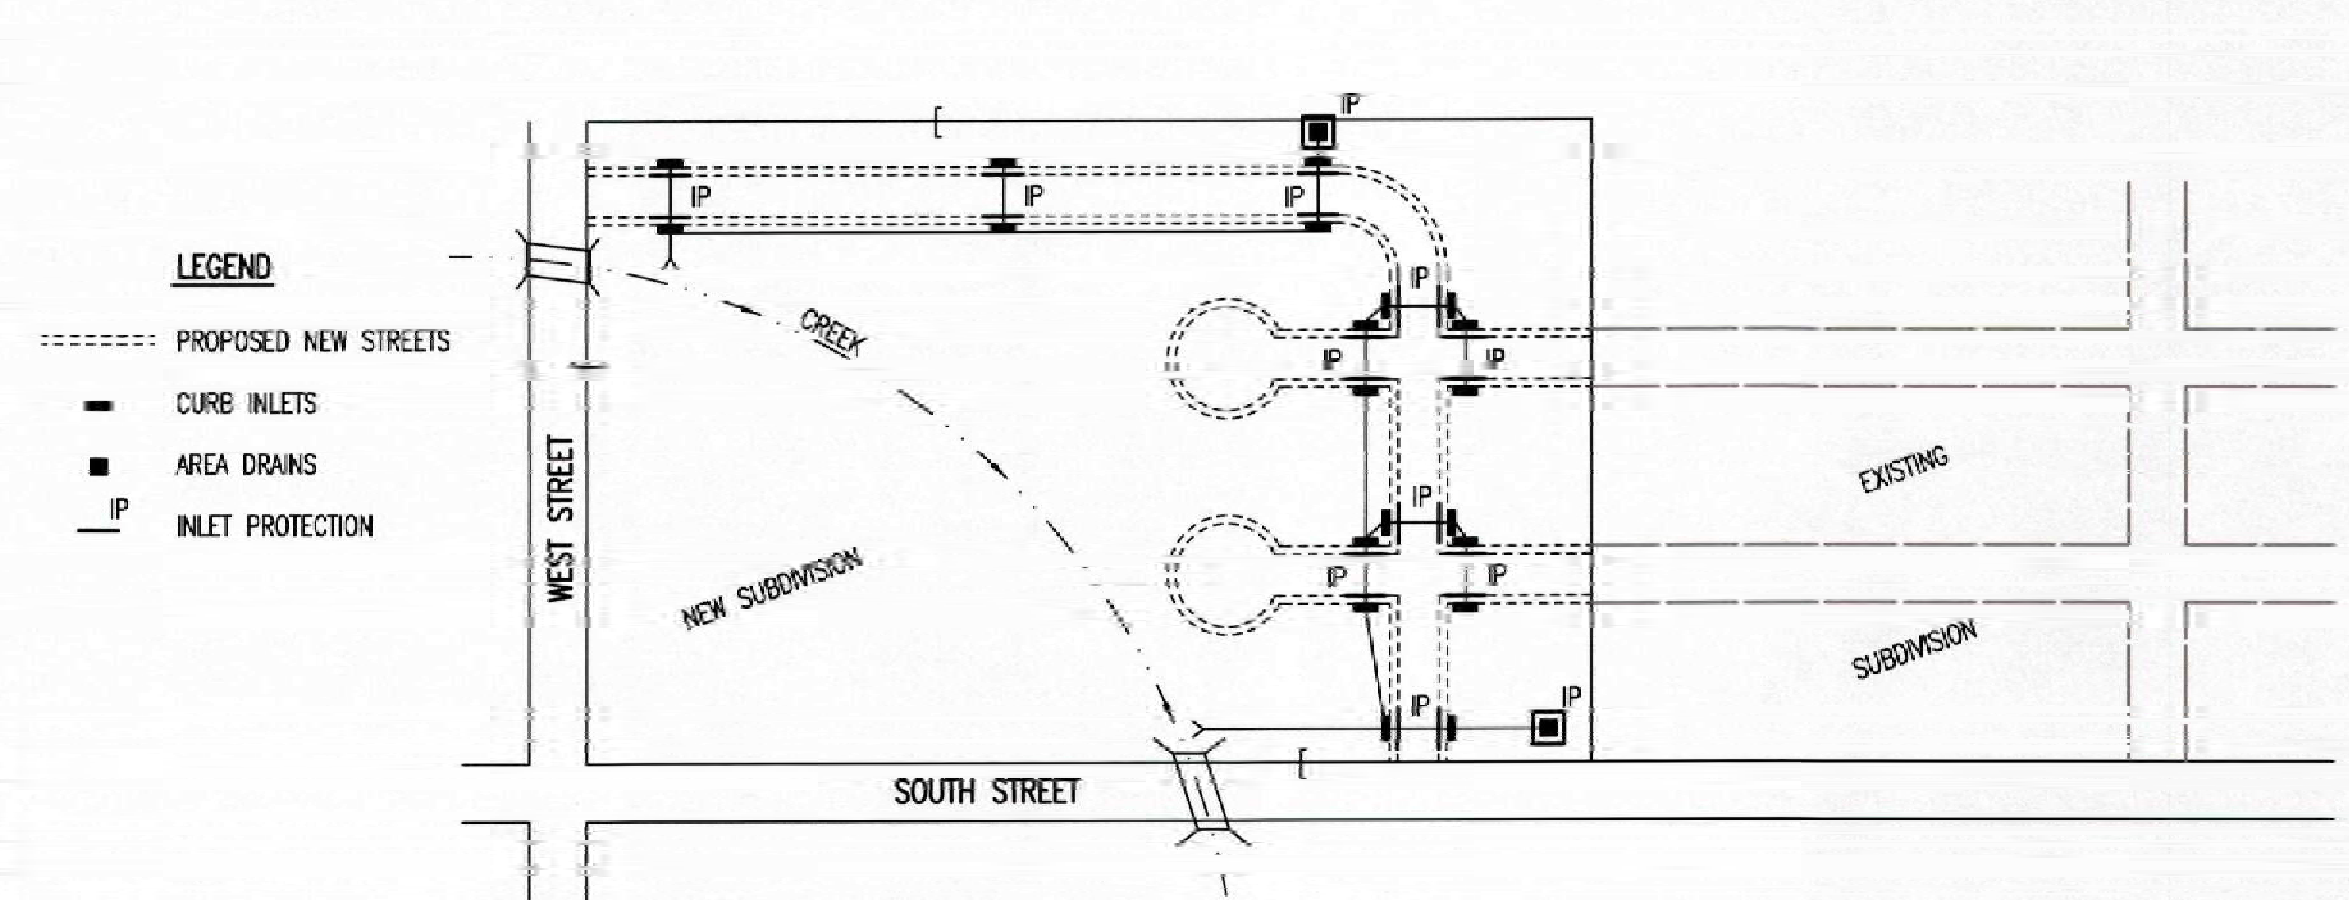 IP
IP
IP
IP
LEGEND
PROPOSED NEW STREETS
CURB INLETS
AREA DRAINS
IP
INLET PROTECTION
WEST STREET
CREEK
NEW SUBDIVISION
IP
IP
IP
IP
IP
IP
IP
IP
EXISTING
SUBDIVISION
SOUTH STREET